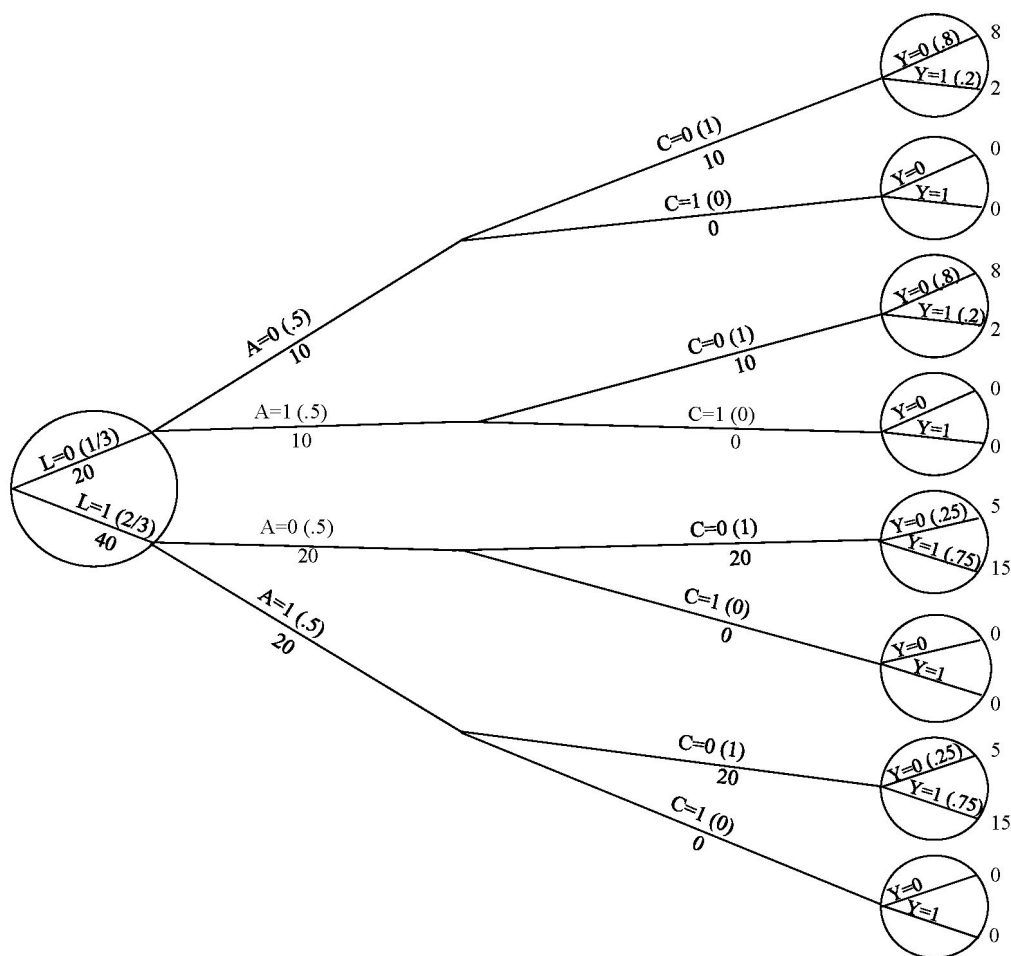 8
Y=0 (.8)
Y=1 (.2)
2
C=0 (1)
10
0
Y=0
Y=1
0
C=1 (0)
0
8
Y=0 (.8)
Y=1 (.2)
2
A=0 (.5)
10
C=0 (1)
10
0
Y=0
Y=1
0
A=1 (.5)
10
C=1 (0)
0
L=0 (1/3)
20
L=1 (2/3)
40
5
Y=0 (.25)
Y=1 (.75)
15
A=0 (.5)
20
C=0 (1)
20
0
Y=0
Y=1
0
A=1 (.5)
20
C=1 (0)
0
5
Y=0 (.25)
Y=1 (.75)
15
C=0 (1)
20
0
Y=0
Y=1
0
C=1 (0)
0